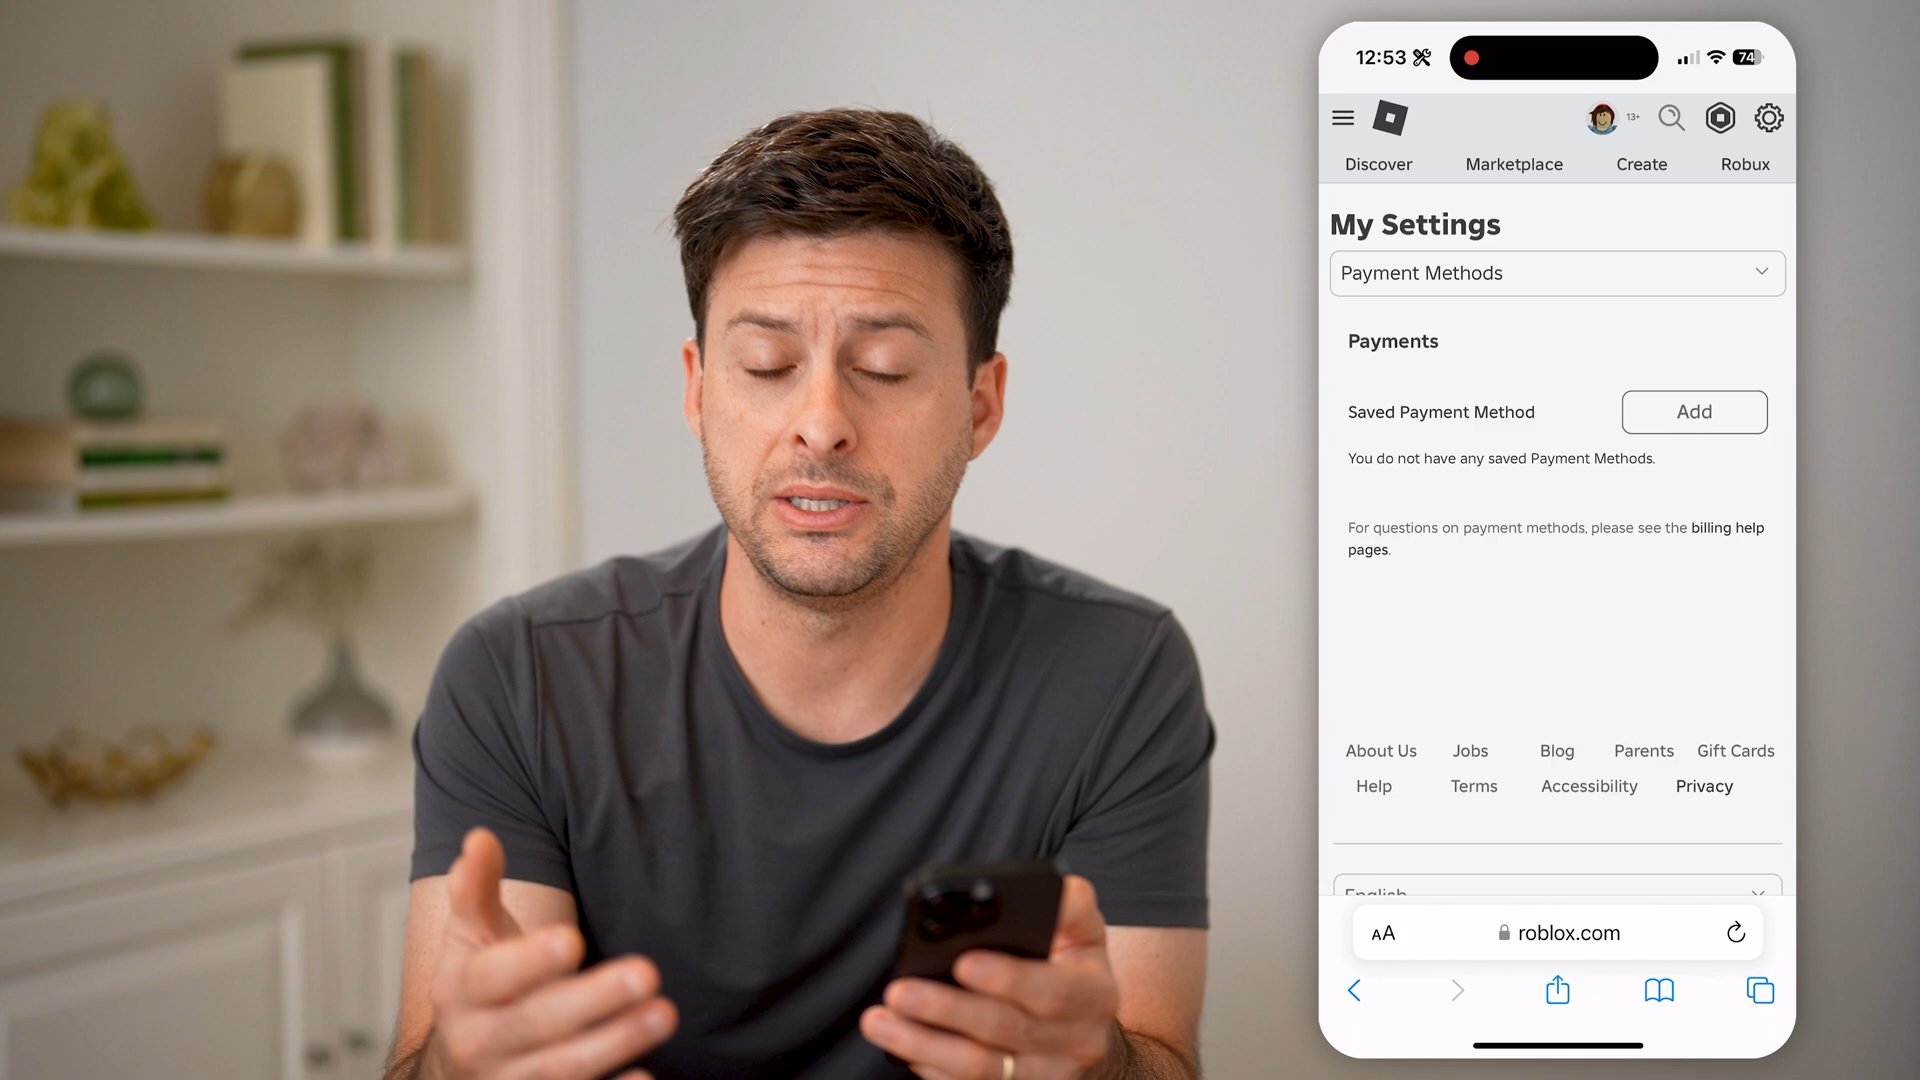 12:53
74
13+
Discover Marketplace Create Robux
My Settings
Payment Methods
Payments
Saved Payment Method Add
You do not have any saved Payment Methods.
For questions on payment methods, please see the billing help
pages.
About Us Jobs Blog Parents Gift Cards
Help Terms Accessibility Privacy
English
AA roblox.com